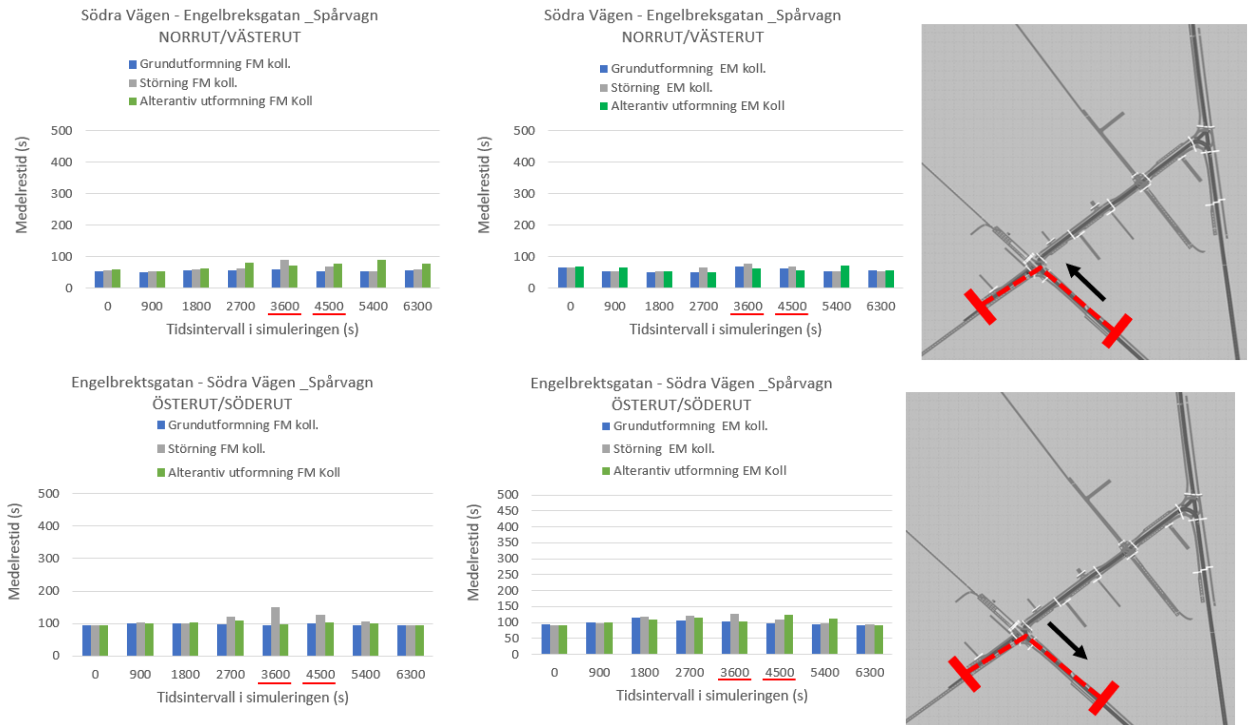 Södra Vägen - Engelbreksgatan _Spårvagn
NORRUT/VÄSTERUT
Grundutformning FM koll.
Störning FM koll.
Alterantiv utformning FM Koll
Medelrestid (s)
500
400
300
200
100
0
0 900 1800 2700 3600 4500 5400 6300
Tidsintervall i simuleringen (s)
Södra Vägen - Engelbreksgatan _Spårvagn
NORRUT/VÄSTERUT
Grundutformning EM koll.
Störning EM koll.
Alterantiv utformning EM Koll
Medelrestid (s)
500
400
300
200
100
0
0 900 1800 2700 3600 4500 5400 6300
Tidsintervall i simuleringen (s)
Engelbrektsgatan - Södra Vägen _Spårvagn
ÖSTERUT/SÖDERUT
Grundutformning FM koll.
Störning FM koll.
Alterantiv utformning FM Koll
Medelrestid (s)
500
400
300
200
100
0
0 900 1800 2700 3600 4500 5400 6300
Tidsintervall i simuleringen (s)
Engelbrektsgatan - Södra Vägen _Spårvagn
ÖSTERUT/SÖDERUT
Grundutformning EM koll.
Störning EM koll.
Alterantiv utformning EM Koll
Medelrestid (s)
500
450
400
350
300
250
200
150
100
50
0
0 900 1800 2700 3600 4500 5400 6300
Tidsintervall i simuleringen (s)